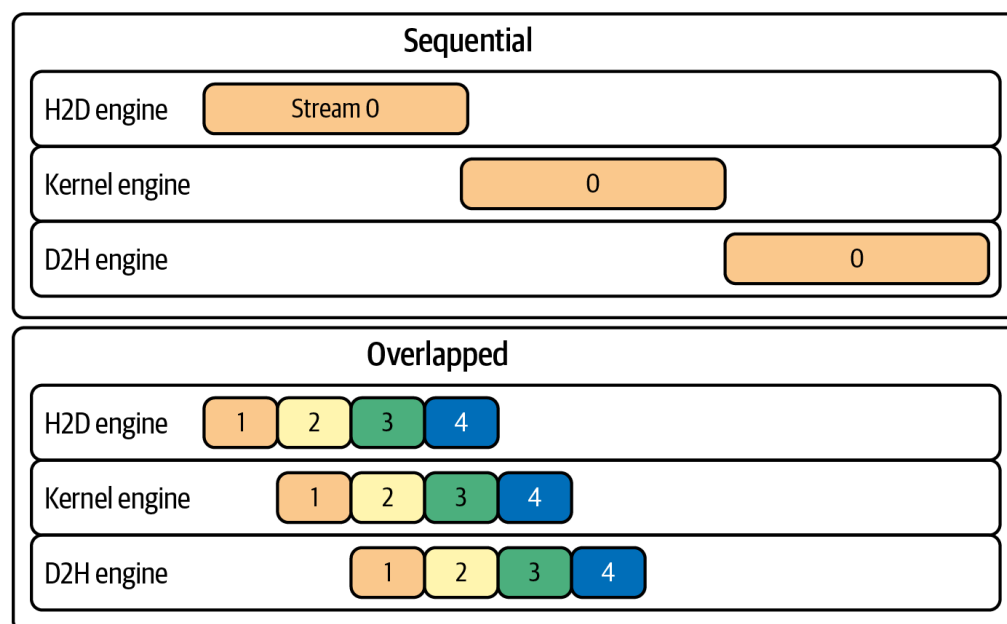 Sequential
H2D engine
Stream 0
Kernel engine
0
D2H engine
0
Overlapped
H2D engine
1 2 3 4
Kernel engine
1 2 3 4
D2H engine
1 2 3 4